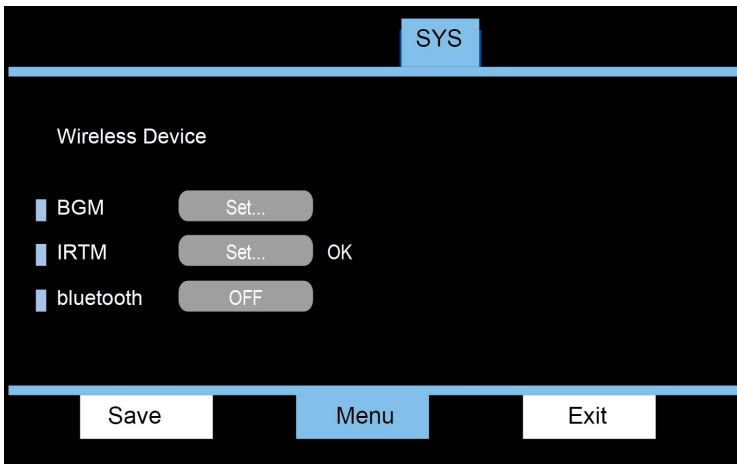 SYS
Wireless Device
BGM Set...
IRTM Set... OK
bluetooth OFF
Save Menu Exit